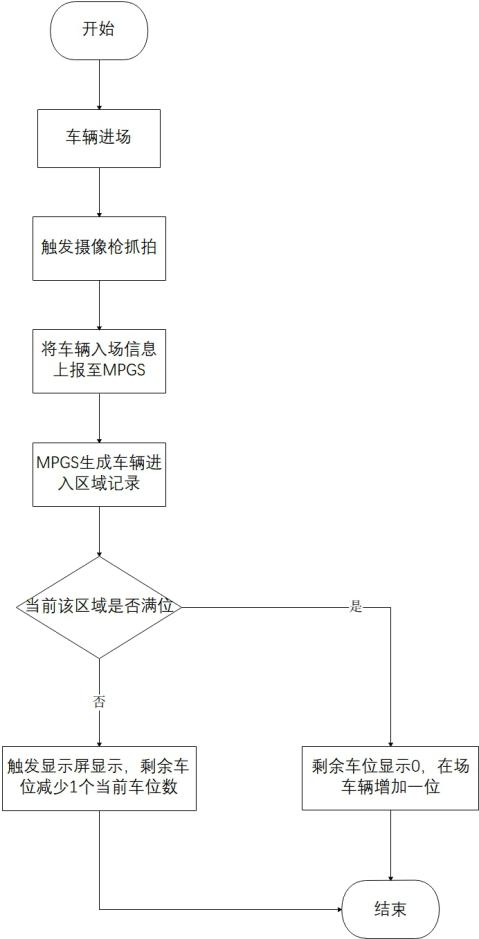 开始
车辆进场
触发摄像枪抓拍
将车辆入场信息
上报至MPGS
MPGS生成车辆进
入区域记录
当前该区域是否满位
是
否
触发显示屏显示，剩余车
位减少1个当前车位数
剩余车位显示0，在场
车辆增加一位
结束